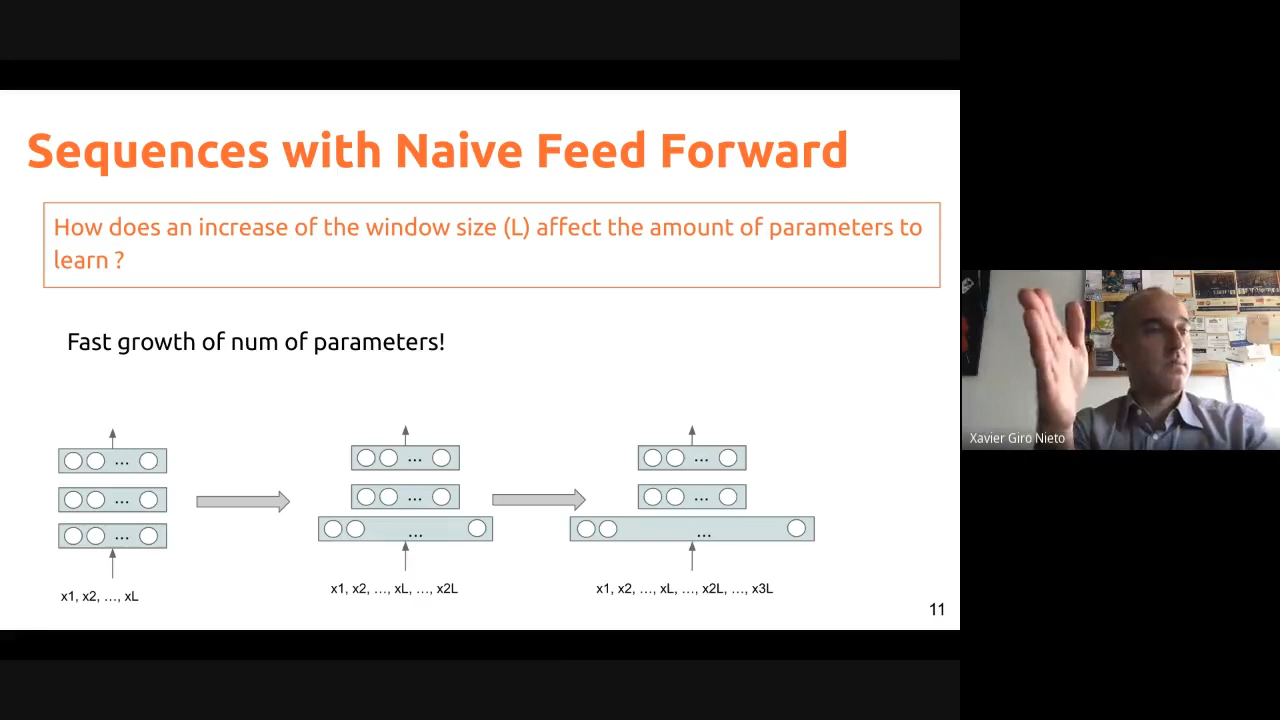 Sequences with Naive Feed Forward
How does an increase of the window size (L) affect the amount of parameters to
learn ?
Fast growth of num of parameters!
... ... ...
... ... ...
... ... ...
x1, x2, …, xL
x1, x2, …, xL, …, x2L
x1, x2, …, xL, …, x2L, …, x3L
11
Xavier Giro Nieto